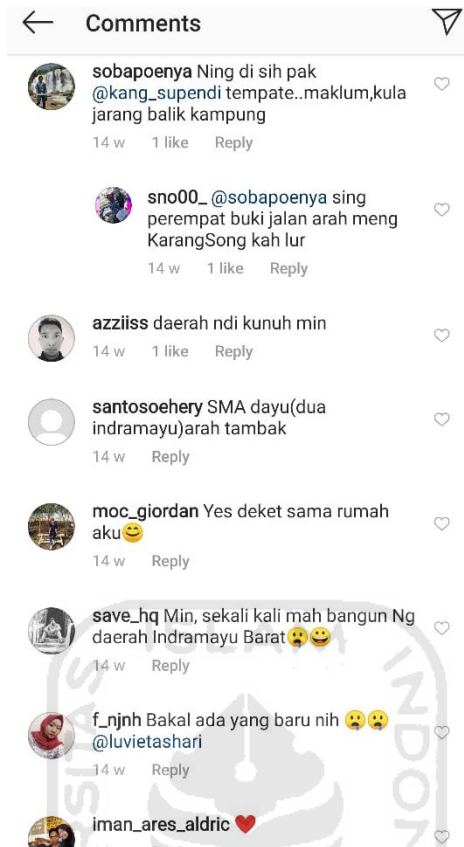 Comments
sobapoenya Ning di sih pak
@kang_supendi tempate..maklum,kula
jarang balik kampung
14 w 1 like Reply
sno00_ @sobapoenya sing
perempat buki jalan arah meng
KarangSong kah lur
14 w 1 like Reply
azziiss daerah ndi kunuh min
14 w 1 like Reply
santosoehery SMA dayu(dua
indramayu)arah tambak
14 w Reply
moc_giordan Yes deket sama rumah
aku😊
14 w Reply
save_hq Min, sekali kali mah bangun Ng
daerah Indramayu Barat😦😀
14 w Reply
f_njnh Bakal ada yang baru nih 😦😦
@luvietashari
14 w Reply
iman_ares_aldric ❤️